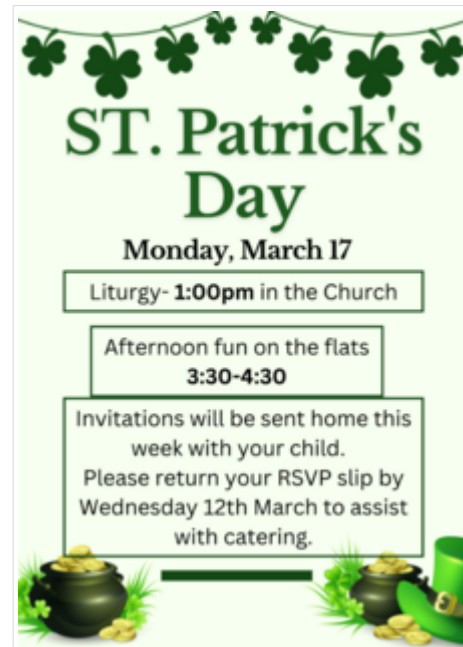 ST. Patrick's
Day
Monday, March 17
Liturgy- 1:00pm in the Church
Afternoon fun on the flats
3:30-4:30
Invitations will be sent home this
week with your child.
Please return your RSVP slip by
Wednesday 12th March to assist
with catering.